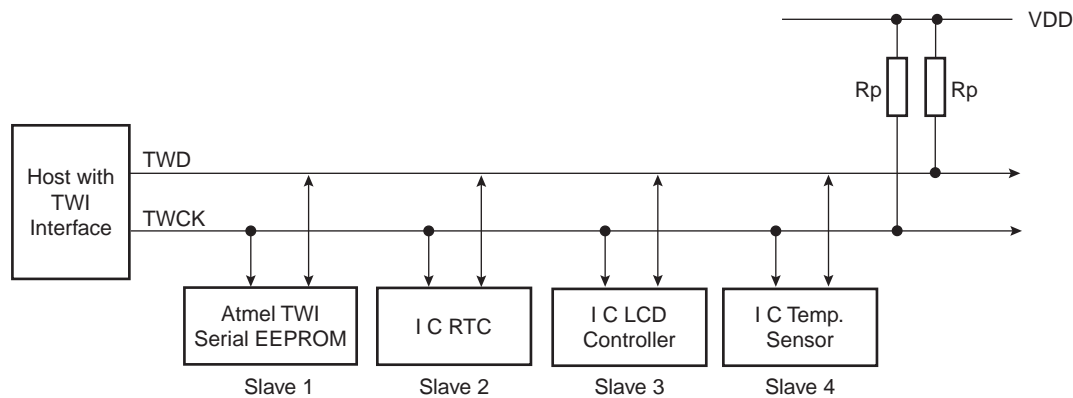 VDD
Rp
Rp
Host with
TWI
Interface
TWD
TWCK
Atmel TWI
Serial EEPROM
I C RTC
I C LCD
Controller
I C Temp.
Sensor
Slave 1
Slave 2
Slave 3
Slave 4